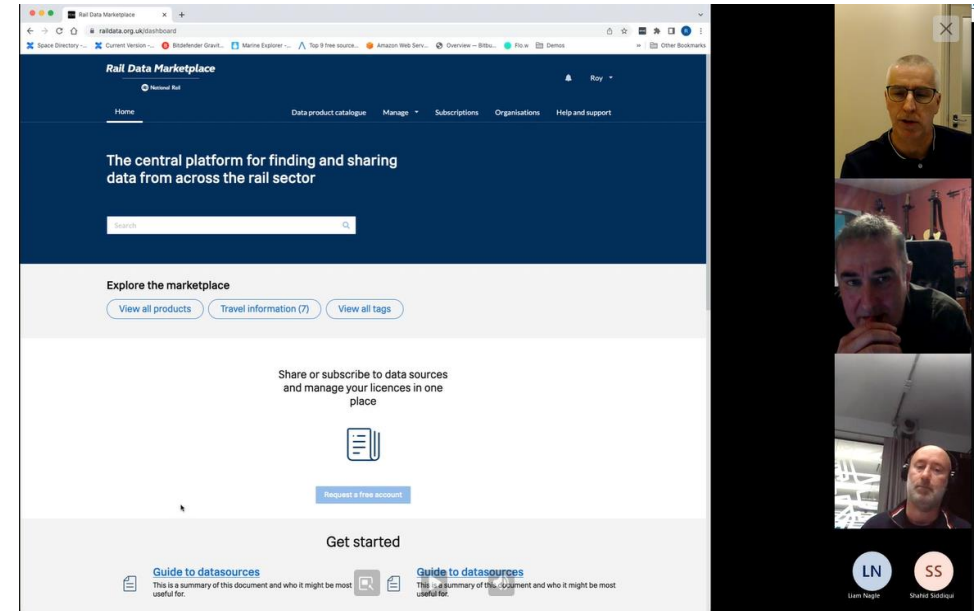 Rail Data Marketplace
raildata.org.uk/dashboard
Space Directory -... Current Version -... Bitdefender Gravit... Marine Explorer -... Top 9 free source... Amazon Web Serv... Overview — Bitbu... Flo.w Demos Other Bookmarks
Rail Data Marketplace
National Rail
Roy
Home Data product catalogue Manage Subscriptions Organisations Help and support
The central platform for finding and sharing
data from across the rail sector
Search
Explore the marketplace
View all products Travel information (7) View all tags
Share or subscribe to data sources
and manage your licences in one
place
Request a free account
Get started
Guide to datasources Guide to datasources
This is a summary of this document and who it might be most This is a summary of this document and who it might be most
useful for. useful for.
LN SS
Liam Nagle Shahid Siddiqui